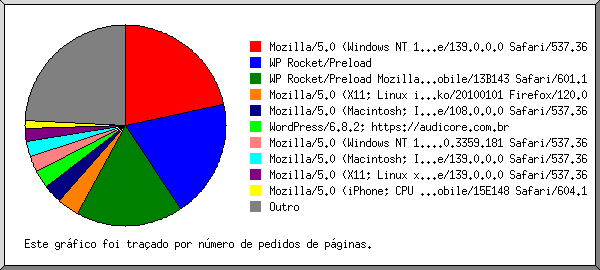 Mozilla/5.0 (Windows NT 1...e/139.0.0.0 Safari/537.36
WP Rocket/Preload
WP Rocket/Preload Mozilla...obile/13B143 Safari/601.1
Mozilla/5.0 (X11; Linux i...ko/20100101 Firefox/120.0
Mozilla/5.0 (Macintosh; I...e/108.0.0.0 Safari/537.36
WordPress/6.8.2; https://audicore.com.br
Mozilla/5.0 (Windows NT 1....0.3359.181 Safari/537.36
Mozilla/5.0 (Macintosh; I...e/139.0.0.0 Safari/537.36
Mozilla/5.0 (X11; Linux x...e/139.0.0.0 Safari/537.36
Mozilla/5.0 (iPhone; CPU ...obile/15E148 Safari/604.1
Outro
Este gráfico foi traçado por número de pedidos de páginas.